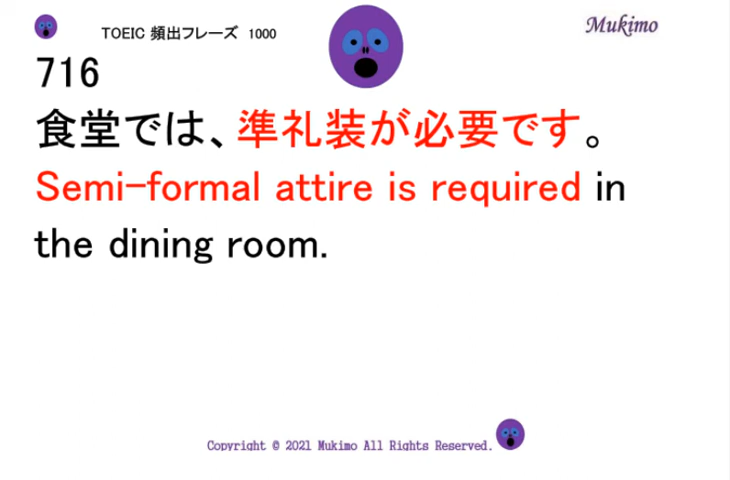 TOEIC 頻出フレーズ 1000
Mukimo
716
食堂では、準礼装が必要です。
Semi-formal attire is required in
the dining room.
Copyright © 2021 Mukimo All Rights Reserved.